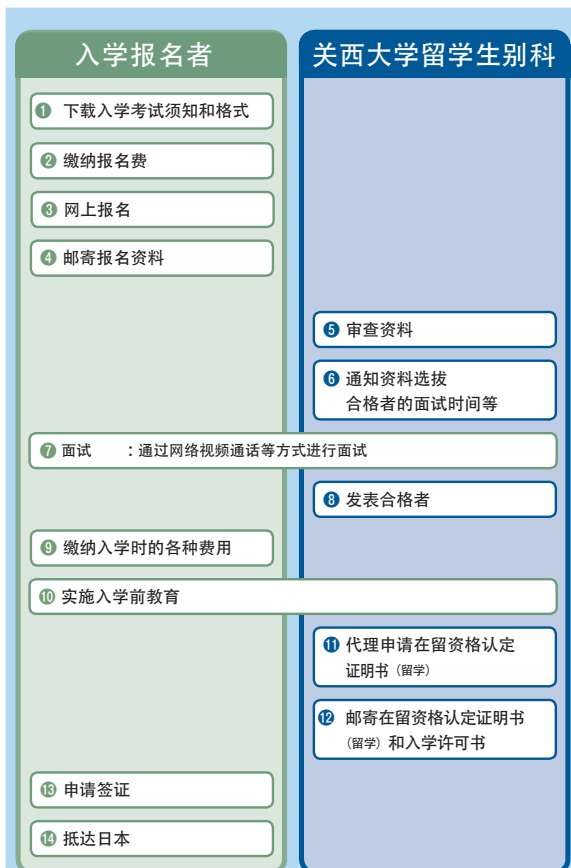 入学报名者
关西大学留学生别科
❶ 下载入学考试须知和格式
❷ 缴纳报名费
❸ 网上报名
❹ 邮寄报名资料
❺ 审查资料
❻ 通知资料选拔
合格者的面试时间等
❼ 面试 ：通过网络视频通话等方式进行面试
❽ 发表合格者
❾ 缴纳入学时的各种费用
❿ 实施入学前教育
⓫ 代理申请在留资格认定
证明书（留学）
⓬ 邮寄在留资格认定证明书
（留学）和入学许可书
⓭ 申请签证
⓮ 抵达日本